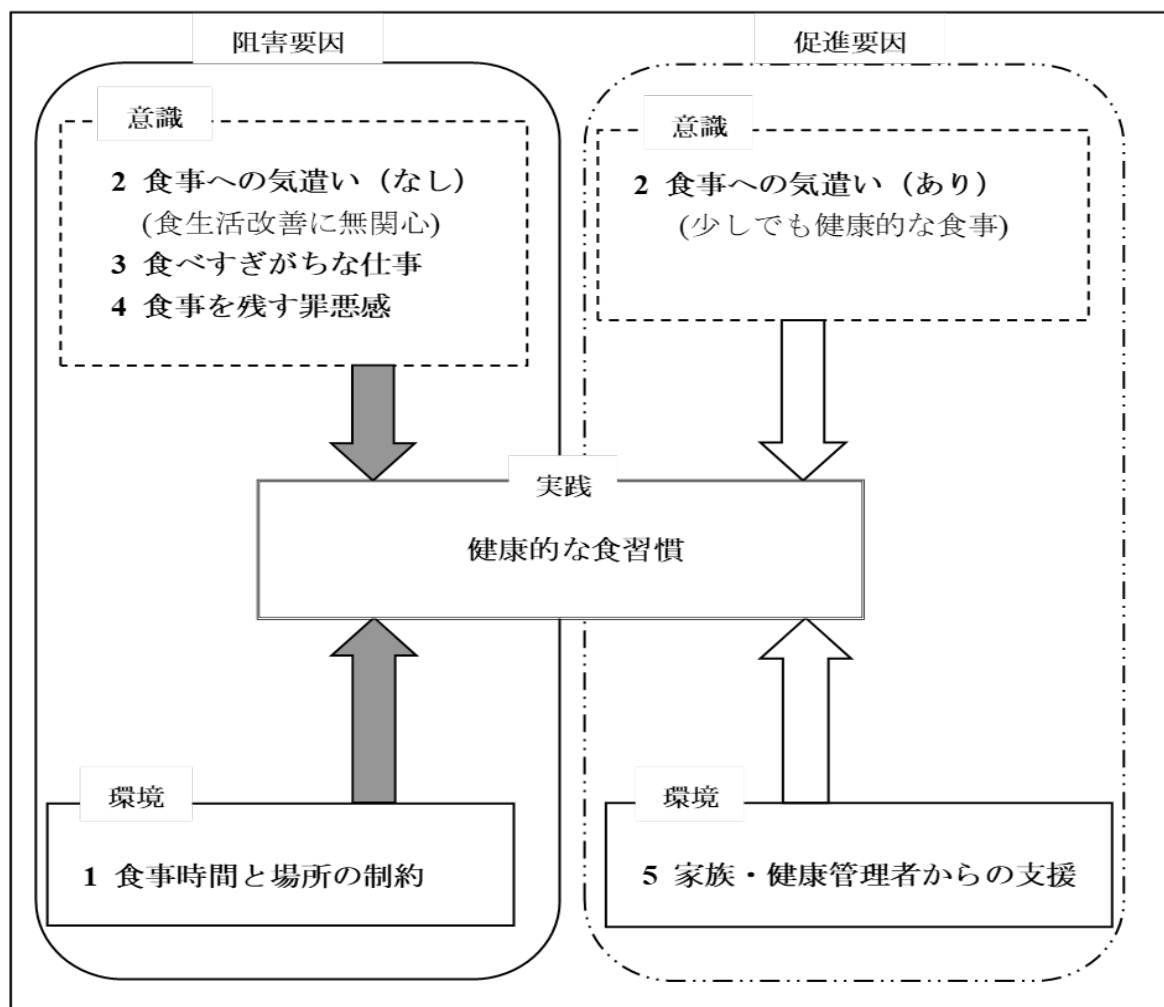 阻害要因
意識
2 食事への気遣い（なし）
(食生活改善に無関心)
3 食べすぎがちな仕事
4 食事を残す罪悪感
促進要因
意識
2 食事への気遣い（あり）
(少しでも健康的な食事)
実践
健康的な食習慣
環境
1 食事時間と場所の制約
環境
5 家族・健康管理者からの支援